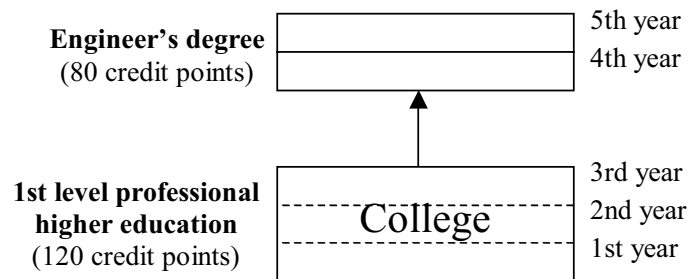 Engineer’s degree
(80 credit points)
5th year
4th year
1st level professional
higher education
(120 credit points)
College
3rd year
2nd year
1st year